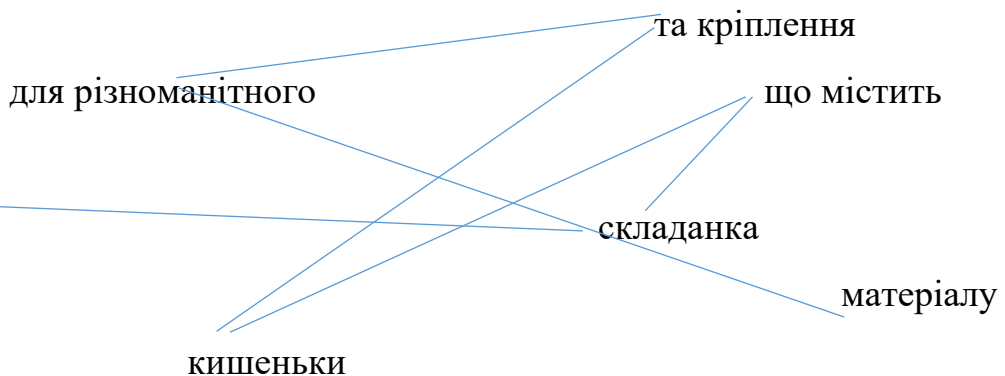 та кріплення
для різноманітного
що містить
складанка
матеріалу
кишеньки